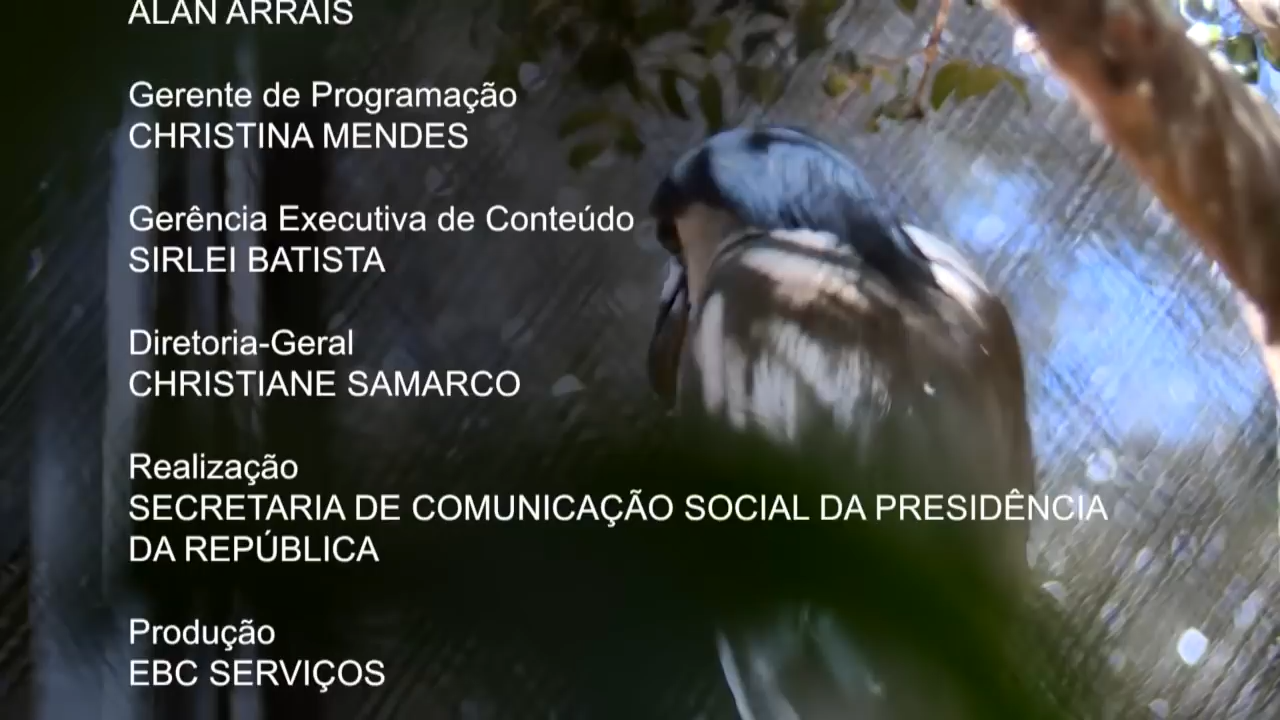 ALAN ARRAIS
Gerente de Programação
CHRISTINA MENDES
Gerência Executiva de Conteúdo
SIRLEI BATISTA
Diretoria-Geral
CHRISTIANE SAMARCO
Realização
SECRETARIA DE COMUNICAÇÃO SOCIAL DA PRESIDÊNCIA
DA REPÚBLICA
Produção
EBC SERVIÇOS